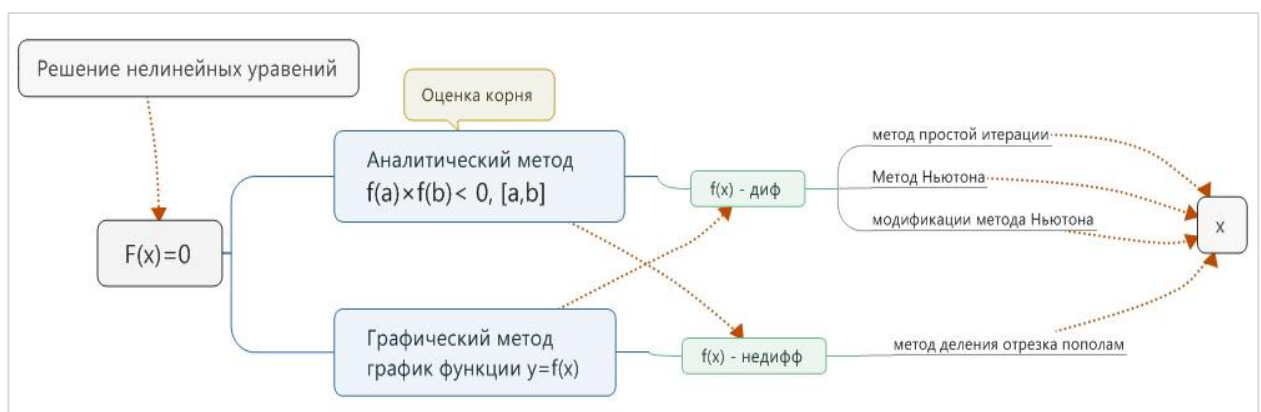 Решение нелинейных уравений
Оценка корня
Аналитический метод
f(a)×f(b)< 0, [a,b]
F(x)=0
Графический метод
график функции y=f(x)
f(x) - диф
f(x) - недифф
метод простой итерации
Метод Ньютона
модификации метода Ньютона
метод деления отрезка пополам
x